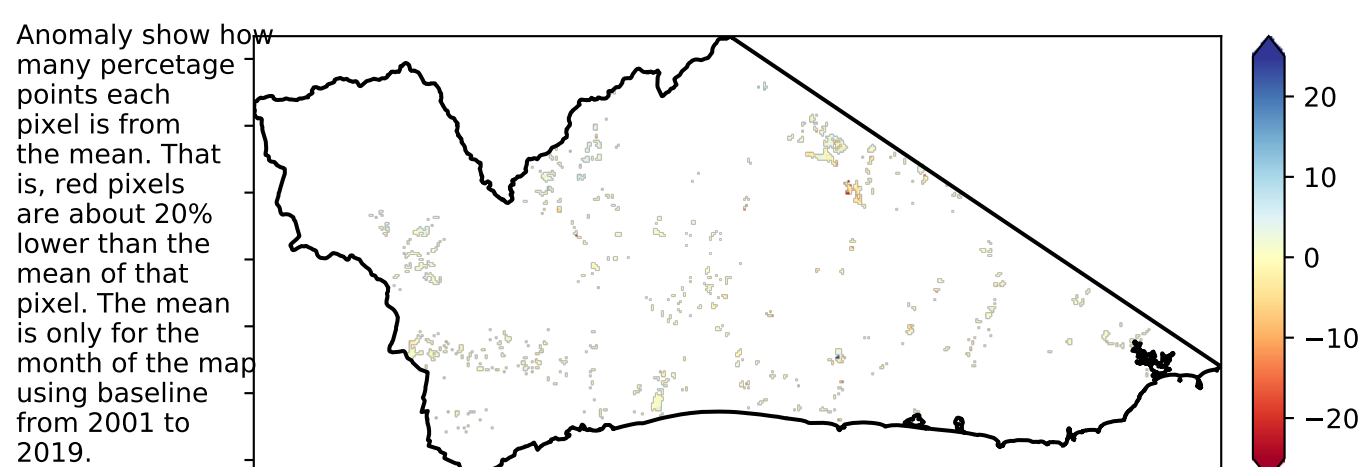 Anomaly show how
many percetage
points each
pixel is from
the mean. That
is, red pixels
are about 20%
lower than the
mean of that
pixel. The mean
is only for the
month of the map
using baseline
from 2001 to
2019.
20
10
0
−10
−20